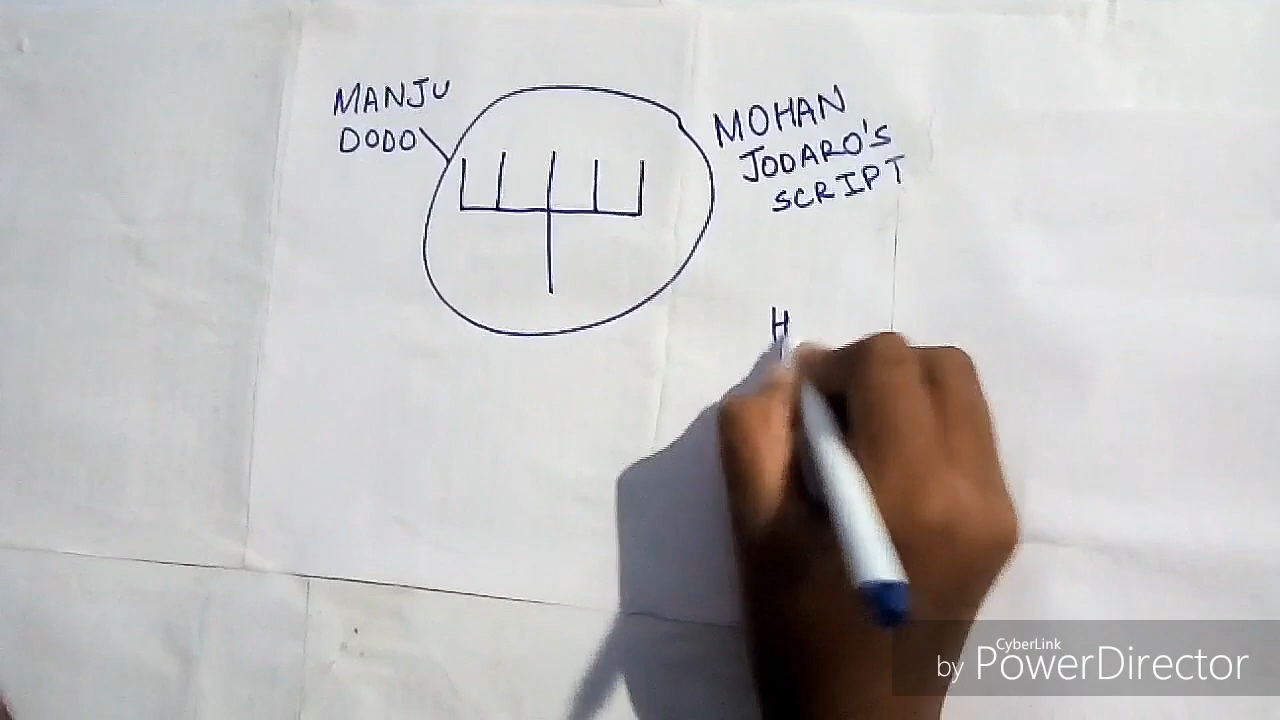 MANJU
DODO
MOHAN
JODARO'S
SCRIPT
H
CyberLink
by PowerDirector